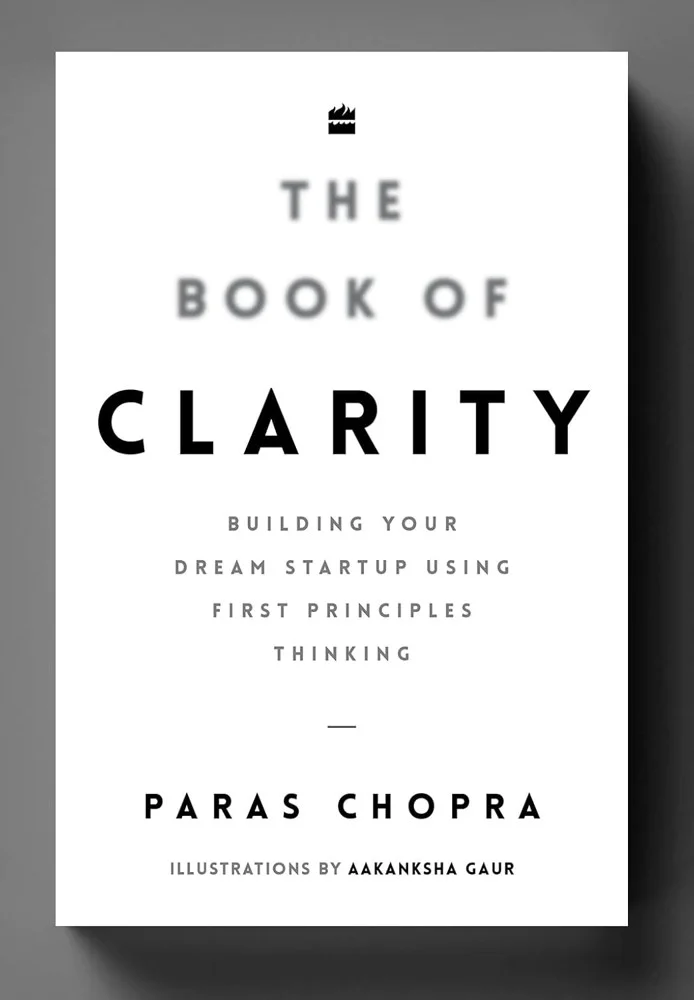 THE
BOOK OF
CLARITY
BUILDING YOUR
DREAM STARTUP USING
FIRST PRINCIPLES
THINKING
PARAS CHOPRA
ILLUSTRATIONS BY AAKANKSHA GAUR